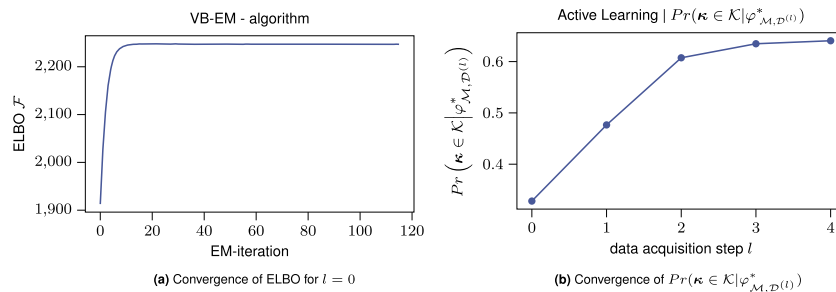 VB-EM - algorithm
ELBO ℱ
2,200
2,100
2,000
1,900
0 20 40 60 80 100 120
EM-iteration
(a) Convergence of ELBO for l = 0
Active Learning | Pr(κ ∈ 𝒦|φ*_{ℳ,𝒟^{(l)}})
Pr (κ ∈ 𝒦|φ*_{ℳ,𝒟^{(l)}})
0.6
0.5
0.4
0 1 2 3 4
data acquisition step l
(b) Convergence of Pr(κ ∈ 𝒦|φ*_{ℳ,𝒟^{(l)}})